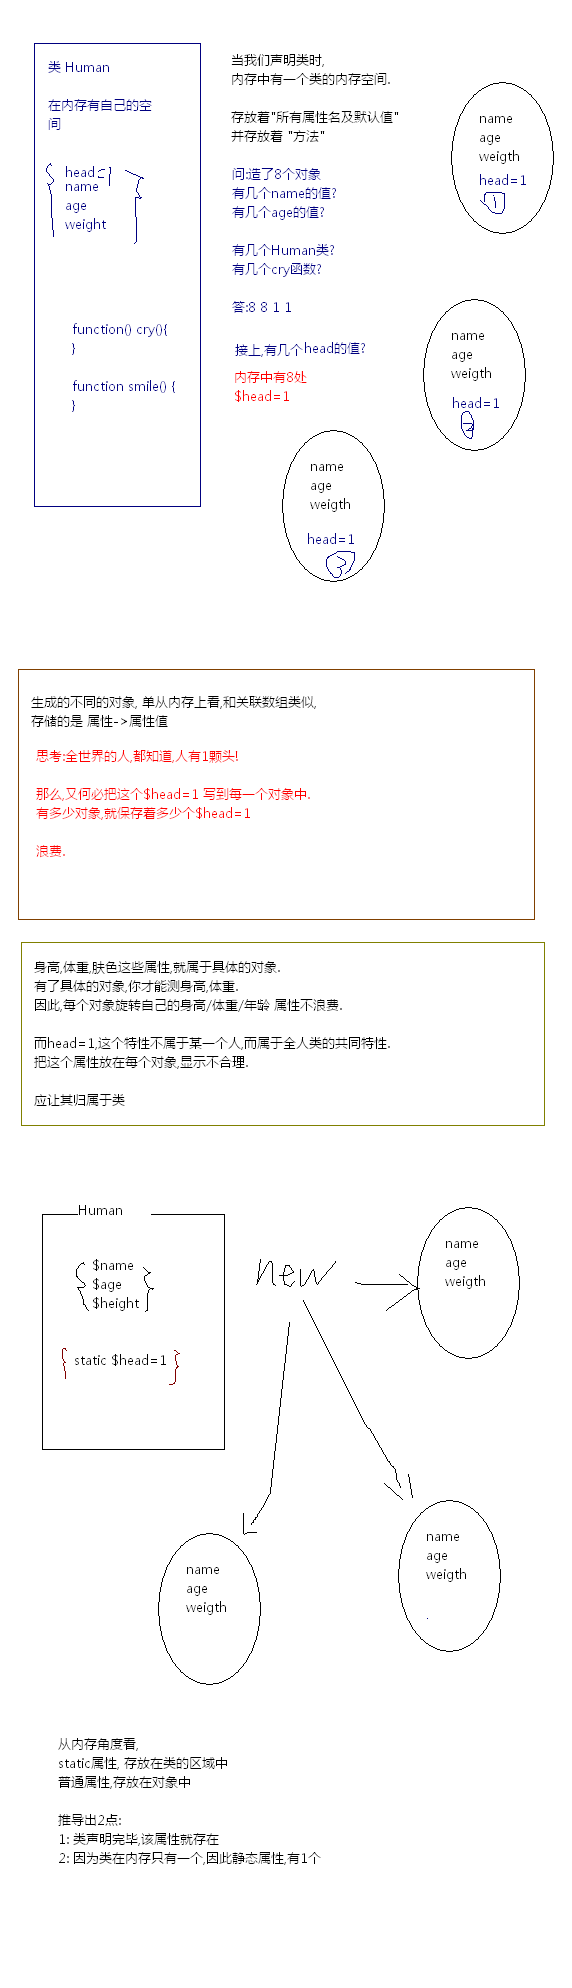 类 Human
在内存有自己的空
间
head=1
name
age
weight
function() cry(){
}
function smile() {
}
当我们声明类时,
内存中有一个类的内存空间.
存放着"所有属性名及默认值"
并存放着 "方法"
问:造了8个对象
有几个name的值?
有几个age的值?
有几个Human类?
有几个cry函数?
答:8 8 1 1
接上,有几个head的值?
内存中有8处
$head=1
name
age
weigth
head=1
1
name
age
weigth
head=1
2
name
age
weigth
head=1
3
生成的不同的对象, 单从内存上看,和关联数组类似,
存储的是 属性->属性值
思考:全世界的人,都知道,人有1颗头!
那么,又何必把这个$head=1 写到每一个对象中.
有多少对象,就保存着多少个$head=1
浪费.
身高,体重,肤色这些属性,就属于具体的对象.
有了具体的对象,你才能测身高,体重.
因此,每个对象旋转自己的身高/体重/年龄 属性不浪费.
而head=1,这个特性不属于某一个人,而属于全人类的共同特性.
把这个属性放在每个对象,显示不合理.
应让其归属于类
Human
$name
$age
$height
static $head=1
new
name
age
weigth
name
age
weigth
.
name
age
weigth
从内存角度看,
static属性, 存放在类的区域中
普通属性,存放在对象中
推导出2点:
1: 类声明完毕,该属性就存在
2: 因为类在内存只有一个,因此静态属性,有1个